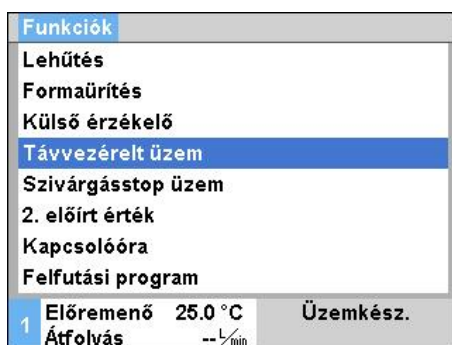 Funkciók
Lehűtés
Formaürítés
Külső érzékelő
Távvezérelt üzem
Szivárgásstop üzem
2. előírt érték
Kapcsolóóra
Felfutási program
1
Előremenő 25.0 °C
Átfolyás --L/min
Üzemkész.